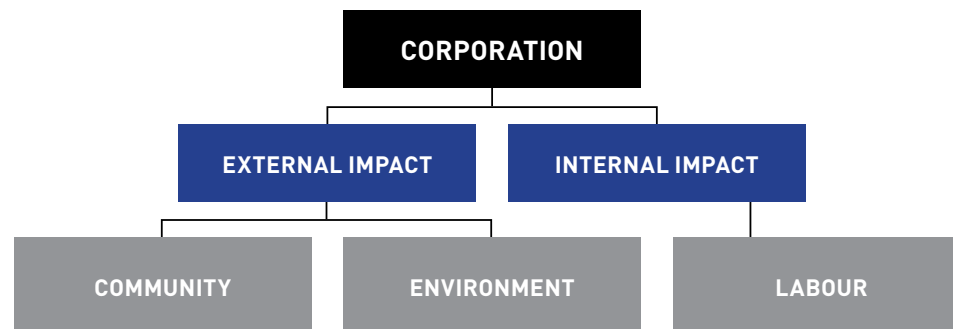 CORPORATION
EXTERNAL IMPACT
INTERNAL IMPACT
COMMUNITY
ENVIRONMENT
LABOUR